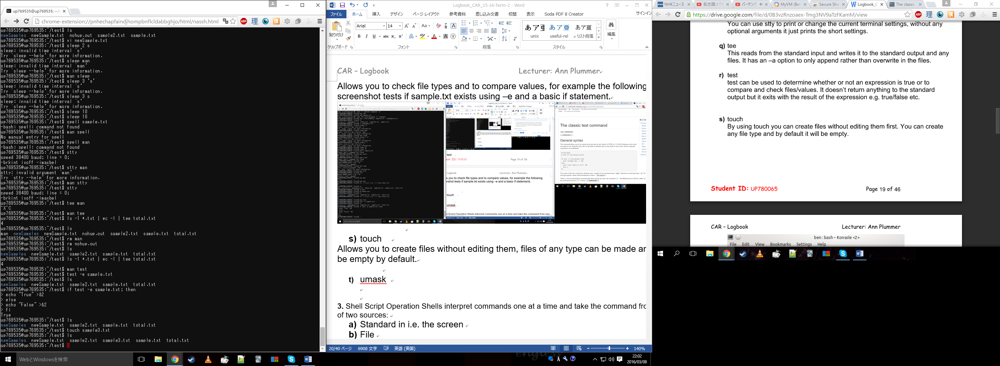 up769535@up769535: ~/t
chrome-extension://pnhechapfaindjhompbnflcldabbghjo/html/nassh.html
up769535@up769535:~/test$ ls
newSamples  newSample.txt  nohup.out  sample2.txt  sample.txt
up769535@up769535:~/test$ vi newSample.txt
up769535@up769535:~/test$ sleep 2 s
sleep: invalid time interval `s'
Try `sleep --help' for more information.
up769535@up769535:~/test$ sleep man
sleep: invalid time interval `man'
Try `sleep --help' for more information.
up769535@up769535:~/test$ man sleep
up769535@up769535:~/test$ sleep 3 's'
sleep: invalid time interval `s'
Try `sleep --help' for more information.
up769535@up769535:~/test$ sleep 3 s
sleep: invalid time interval `s'
Try `sleep --help' for more information.
up769535@up769535:~/test$ sleep 10
up769535@up769535:~/test$ sleep 10
up769535@up769535:~/test$ spell sample.txt
-bash: spell: command not found
up769535@up769535:~/test$ man spell
No manual entry for spell
up769535@up769535:~/test$ spell man
-bash: spell: command not found
up769535@up769535:~/test$ stty
speed 38400 baud; line = 0;
-brkint ixoff -imaxbel
up769535@up769535:~/test$ stty man
stty: invalid argument `man'
Try `stty --help' for more information.
up769535@up769535:~/test$ man stty
up769535@up769535:~/test$ stty
speed 38400 baud; line = 0;
-brkint ixoff -imaxbel
up769535@up769535:~/test$ tee man
^X^C
up769535@up769535:~/test$ man tee
up769535@up769535:~/test$ ls -1 *.txt | wc -l | tee total.txt
4
up769535@up769535:~/test$ ls
man  newSamples  newSample.txt  nohup.out  sample2.txt  sample.txt  total.txt
up769535@up769535:~/test$ rm man
up769535@up769535:~/test$ rm nohup.out
up769535@up769535:~/test$ ls
newSamples  newSample.txt  sample2.txt  sample.txt  total.txt
up769535@up769535:~/test$ ls -1 *.txt | wc -l | tee total.txt
4
up769535@up769535:~/test$ man test
up769535@up769535:~/test$ test -e sample.txt
up769535@up769535:~/test$ ls
newSamples  newSample.txt  sample2.txt  sample.txt  total.txt
up769535@up769535:~/test$ if test -e sample.txt; then
> echo "True" >&2
> else
> echo "False" >&2
> fi
True
up769535@up769535:~/test$ ls
newSamples  newSample.txt  sample2.txt  sample.txt  total.txt
up769535@up769535:~/test$ touch sample3.txt
up769535@up769535:~/test$ ls
newSamples  newSample.txt  sample2.txt  sample3.txt  sample.txt  total.txt
up769535@up769535:~/test$
WebとWindowsを検索
Logbook_CAR_15-16-Term-2 - Word
ファイル ホーム 挿入 デザイン ページ レイアウト 参考資料 差し込み文書 校閲 表示 Soda PDF 8 Creator サインイン
貼り付け
Arial 14
あア亜 あア亜 あア亜
unix useful-rel リスト段落
編集
クリップボード フォント 段落 スタイル
CAR – Logbook Lecturer: Ann Plummer
Allows you to check file types and to compare values, for example the following
screenshot tests if sample.txt exists using –e and a basic if statement.
The classic test command
General syntax
test
Student ID: 769535 Page 19 of 39
Logbook Lecturer: Ann Plummer
touch
umask
s) touch
Allows you to create files without editing them, files of any type can be made ar
be empty by default.
t) umask
3. Shell Script Operation Shells interpret commands one at a time and take the command fro
of two sources:
a) Standard in i.e. the screen
b) File
20/40 ページ 6908 文字 英語 (英国) 140%
22:02
2016/03/08
NHKニュース 氣志團 / 「 バーテンダ MyVM (Bet Secure She Logbook_C The classic
https://drive.google.com/file/d/0B3vzRnzoaex-Tmg3NV9aTzFKamM/view
You can use stty to print or change the current terminal settings, without any
optional arguments it just prints the short settings.
q) tee
This reads from the standard input and writes it to the standard output and any
files. It has an –a option to only append rather than overwrite in the files.
r) test
test can be used to determine whether or not an expression is true or to
compare and check files/values. It doesn't return anything to the standard
output but it exits with the result of the expression e.g. true/false etc.
s) touch
By using touch you can create files without editing them first. You can create
any file type and by default it will be empty.
Student ID: UP780065 Page 19 of 46
CAR – Logbook Lecturer: Ann Plummer
ben : bash – Konsole <2>
File Edit View Bookmarks Settings Help